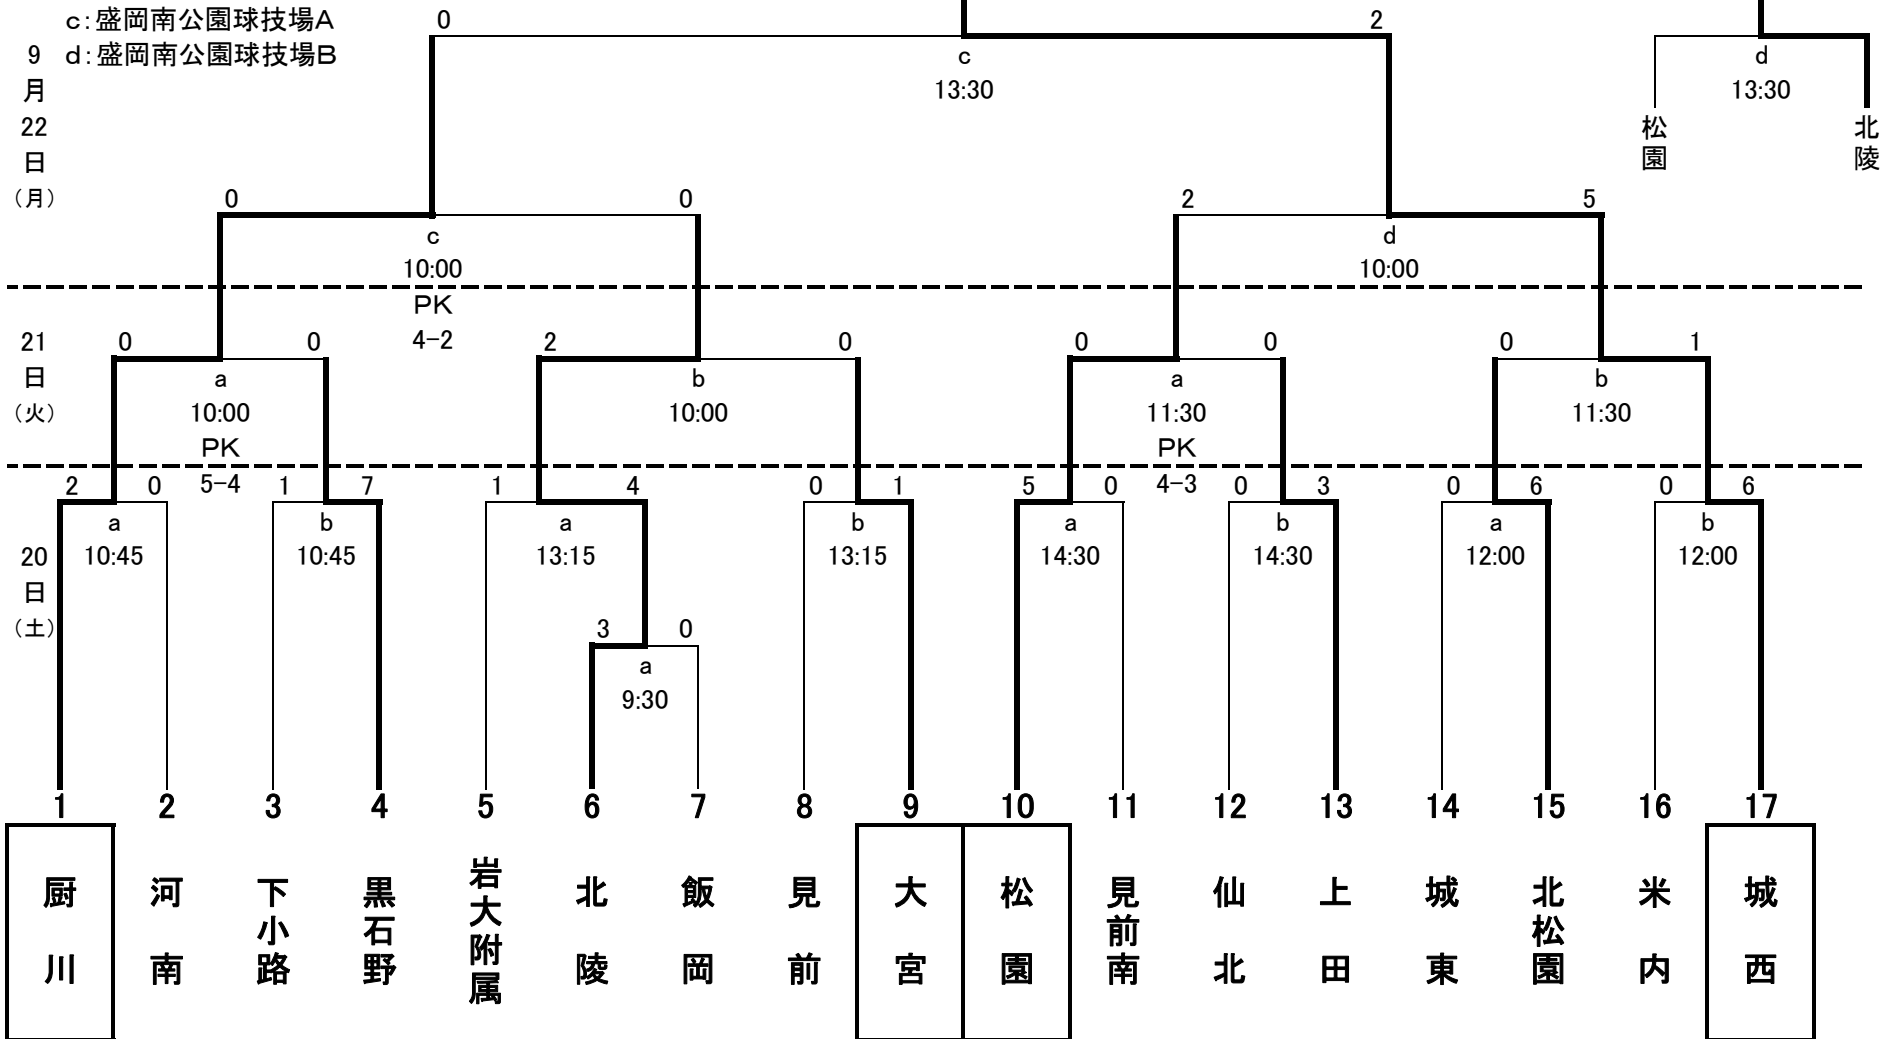 c:盛岡南公園球技場A
d:盛岡南公園球技場B
0 2
9月22日(月)
c d
13:30 13:30
松園 北陵
0 0 2 5
c d
10:00 10:00
PK
4-2
21日(火)
0 0 2 0 0 0 0 1
a b a b
10:00 10:00 11:30 11:30
PK PK
5-4 4-3
2 0 1 7 1 4 0 1 5 0 0 3 0 6 0 6
a b a b a b a b
20日(土)
10:45 10:45 13:15 13:15 14:30 14:30 12:00 12:00
3 0
a
9:30
1 2 3 4 5 6 7 8 9 10 11 12 13 14 15 16 17
厨川
河南
下小路
黒石野
岩大附属
北陵
飯岡
見前
大宮
松園
見前南
仙北
上田
城東
北松園
米内
城西